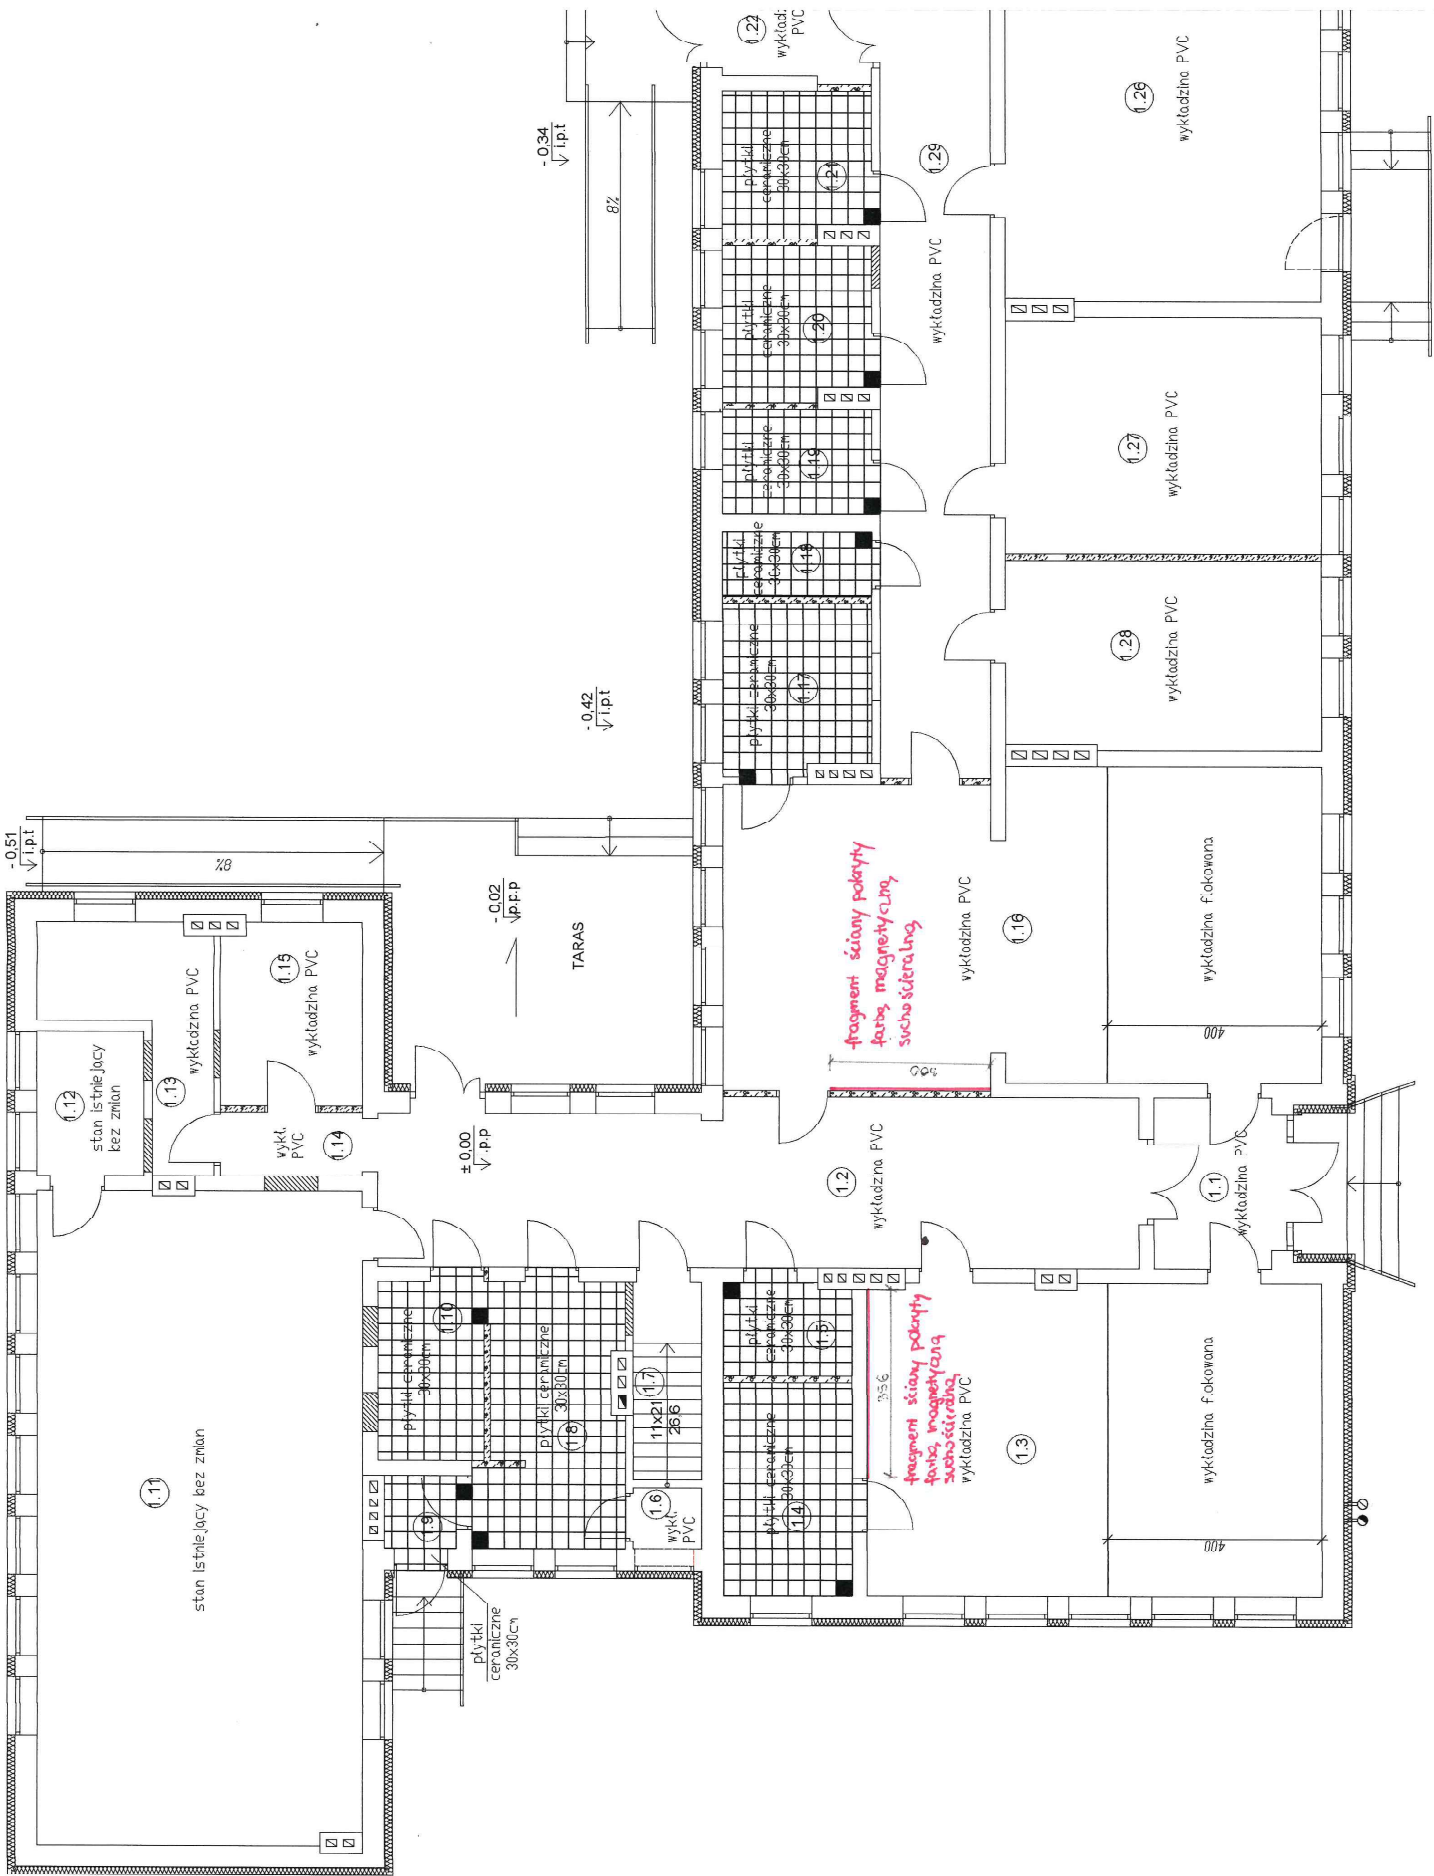 - 0,51
i.p.t
8%
1.12
stan istniejący
bez zmian
1.13
wykładzina PVC
1.15
wykładzina PVC
1.14
wykł.
PVC
- 0,02
p.p.p
TARAS
- 0,42
i.p.t
- 0,34
i.p.t
8%
1.22
wykładz
PVC
płytki
ceramiczne
30x30cm
1.21
płytki
ceramiczne
30x30cm
1.20
płytki
ceramiczne
30x30cm
1.19
płytki
ceramiczne
30x30cm
1.18
płytki ceramiczne
30x30cm
1.17
1.29
wykładzina PVC
1.26
wykładzina PVC
1.27
wykładzina PVC
1.28
wykładzina PVC
fragment ściany pokryty
farbą magnetyczną,
suchościeralną
300
wykładzina PVC
1.16
wykładzina flokowana
400
± 0,00
p.p
1.2
wykładzina PVC
1.1
wykładzina PVC
1.11
stan istniejący bez zmian
płytki ceramiczne
30x30cm
1.10
płytki ceramiczne
30x30cm
1.8
1.9
płytki
ceramiczne
30x30cm
1.7
11x21
26,6
1.6
wykł.
PVC
płytki
ceramiczne
30x30cm
1.5
płytki ceramiczne
30x30cm
1.4
356
fragment ściany pokryty
farbą magnetyczną
suchościeralną
wykładzina PVC
1.3
wykładzina flokowana
400